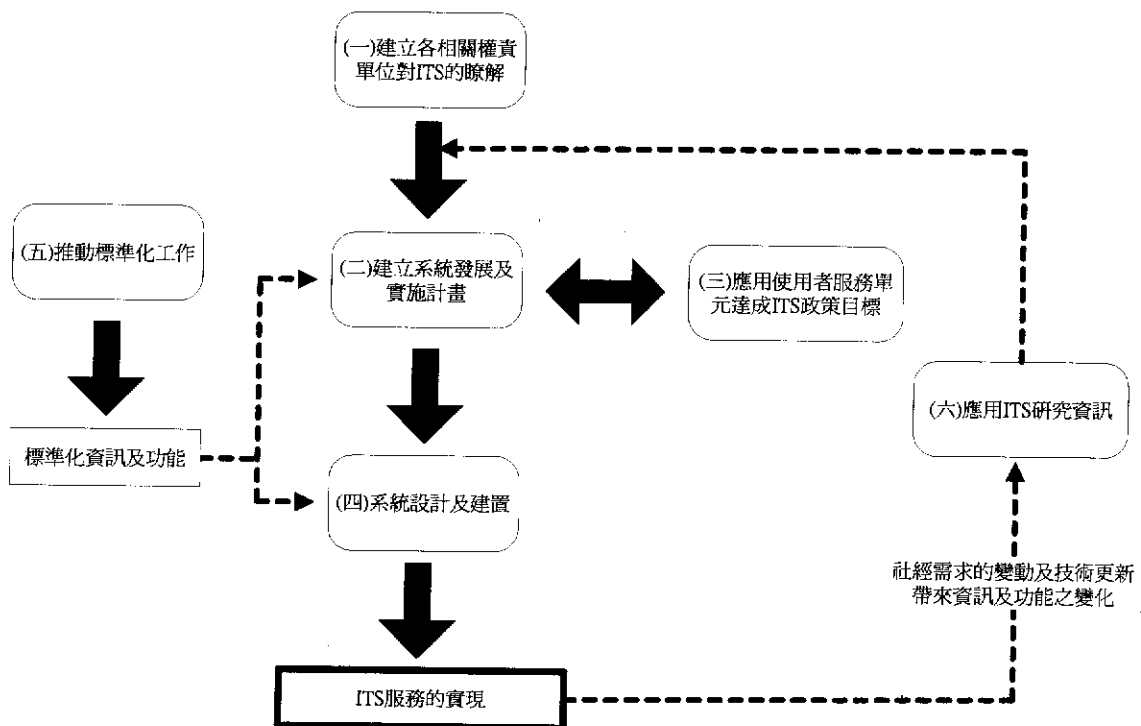 (一)建立各相關權責
單位對ITS的瞭解
(五)推動標準化工作
(二)建立系統發展及
實施計畫
(三)應用使用者服務單
元達成ITS政策目標
(六)應用ITS研究資訊
標準化資訊及功能
(四)系統設計及建置
社經需求的變動及技術更新
帶來資訊及功能之變化
ITS服務的實現